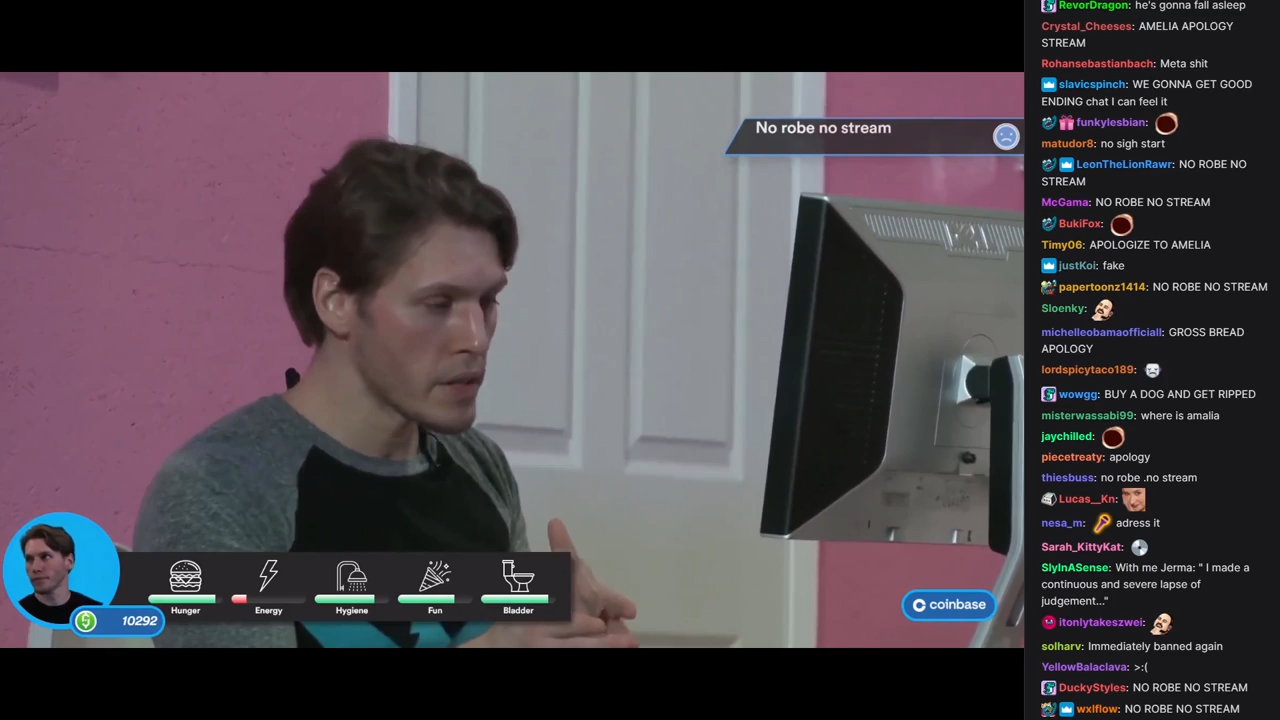 No robe no stream
Hunger
Energy
Hygiene
Fun
Bladder
10292
coinbase
RevorDragon: he's gonna fall asleep
Crystal_Cheeses: AMELIA APOLOGY
STREAM
Rohansebastianbach: Meta shit
slavicspinch: WE GONNA GET GOOD
ENDING chat I can feel it
funkylesbian:
matudor8: no sigh start
LeonTheLionRawr: NO ROBE NO
STREAM
McGama: NO ROBE NO STREAM
BukiFox:
Timy06: APOLOGIZE TO AMELIA
justKoi: fake
papertoonz1414: NO ROBE NO STREAM
Sloenky:
michelleobamaofficiall: GROSS BREAD
APOLOGY
lordspicytaco189:
wowgg: BUY A DOG AND GET RIPPED
misterwassabi99: where is amalia
jaychilled:
piecetreaty: apology
thiesbuss: no robe .no stream
Lucas__Kn:
nesa_m: adress it
Sarah_KittyKat:
SlyInASense: With me Jerma: " I made a
continuous and severe lapse of
judgement..."
itonlytakeszwei:
solharv: Immediately banned again
YellowBalaclava: >:(
DuckyStyles: NO ROBE NO STREAM
wxlflow: NO ROBE NO STREAM